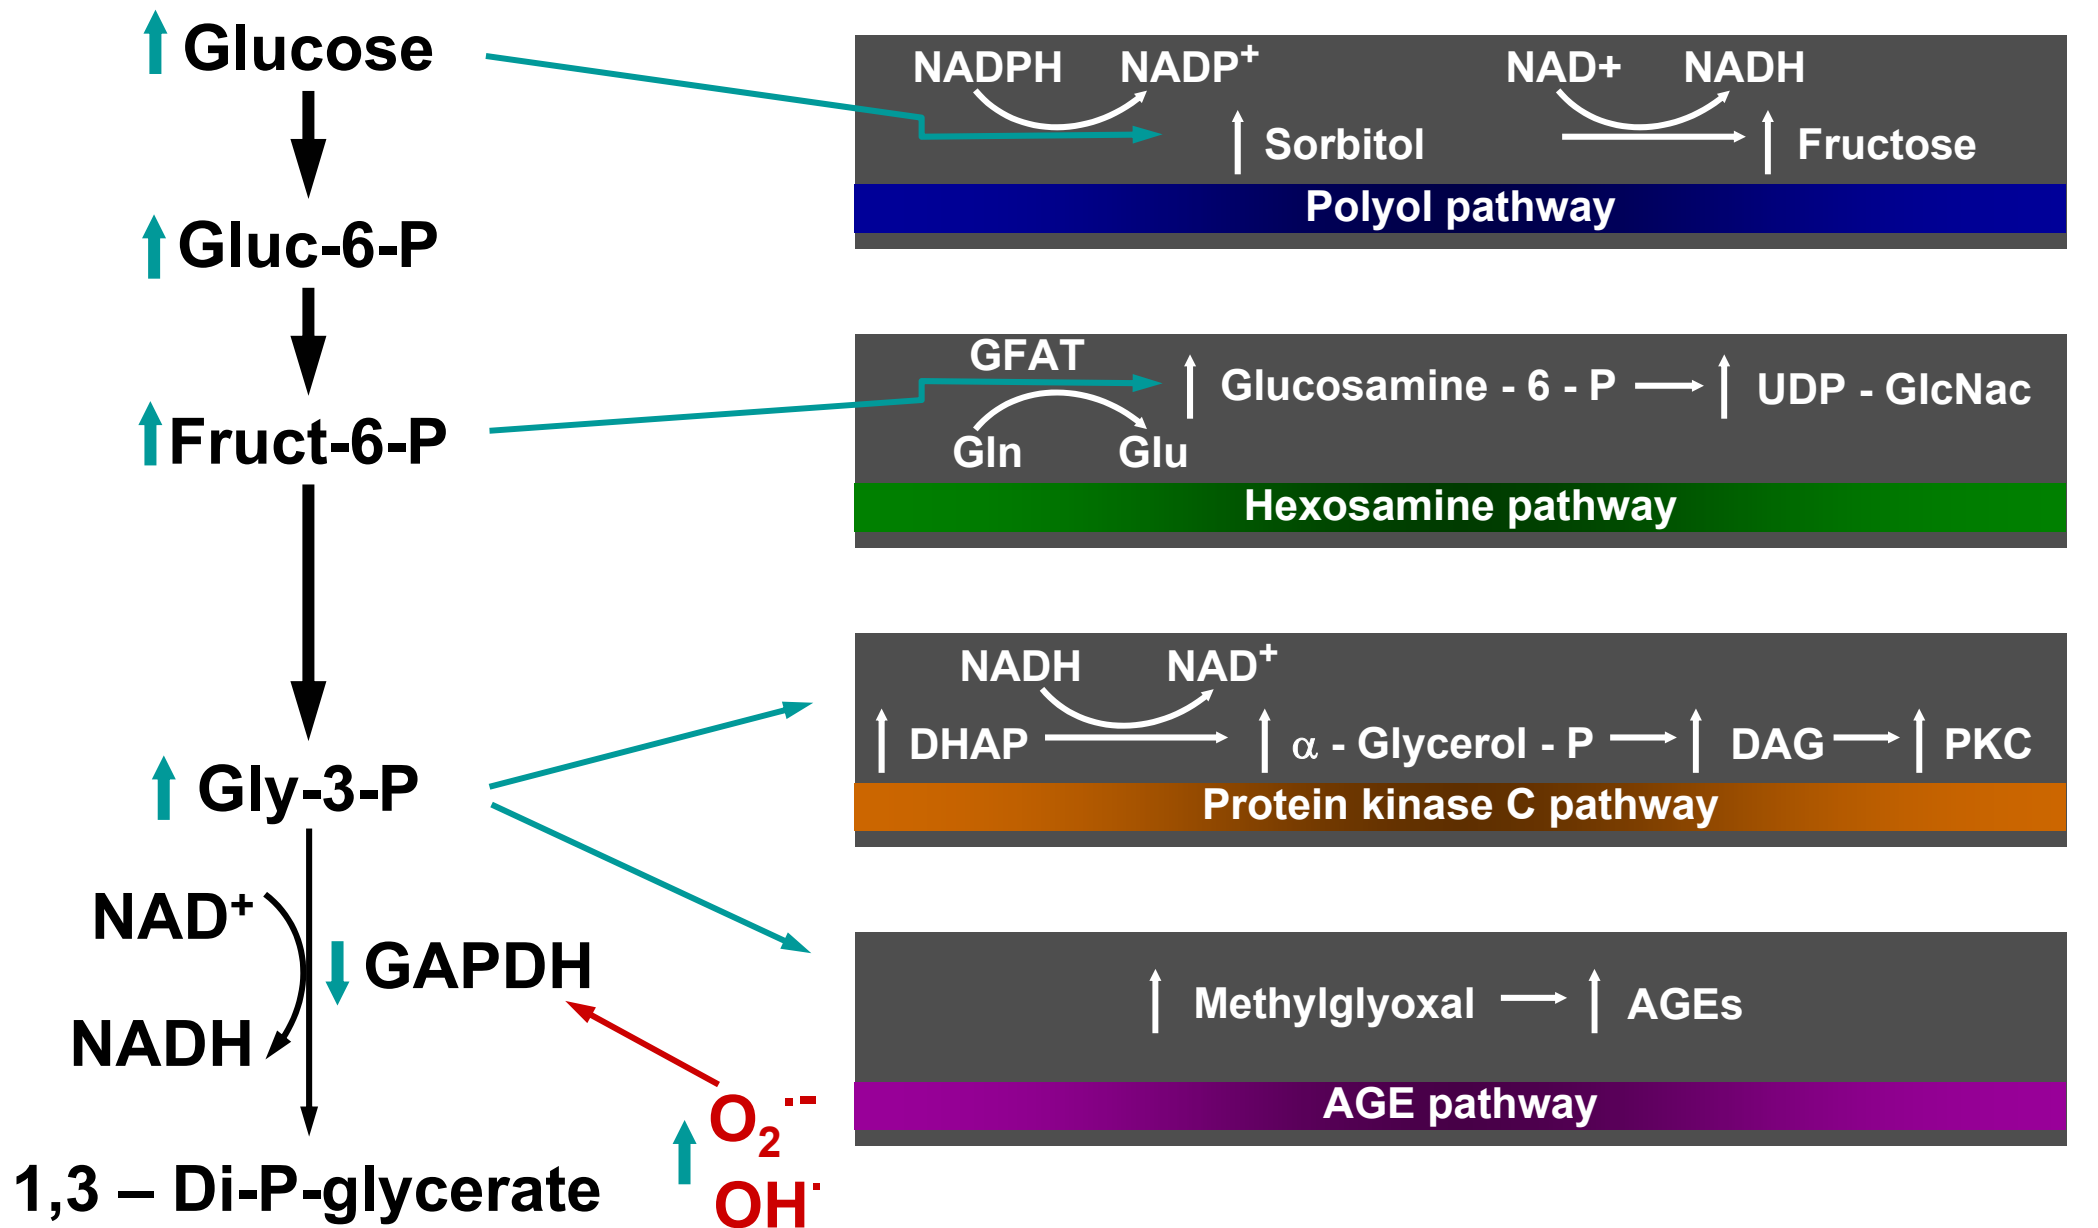 Glucose
Gluc-6-P
Fruct-6-P
Gly-3-P
NAD⁺
GAPDH
NADH
1,3 – Di-P-glycerate
O₂·⁻
OH·
NADPH NADP⁺ NAD+ NADH
Sorbitol Fructose
Polyol pathway
GFAT
Glucosamine - 6 - P UDP - GlcNac
Gln Glu
Hexosamine pathway
NADH NAD⁺
DHAP α - Glycerol - P DAG PKC
Protein kinase C pathway
Methylglyoxal AGEs
AGE pathway